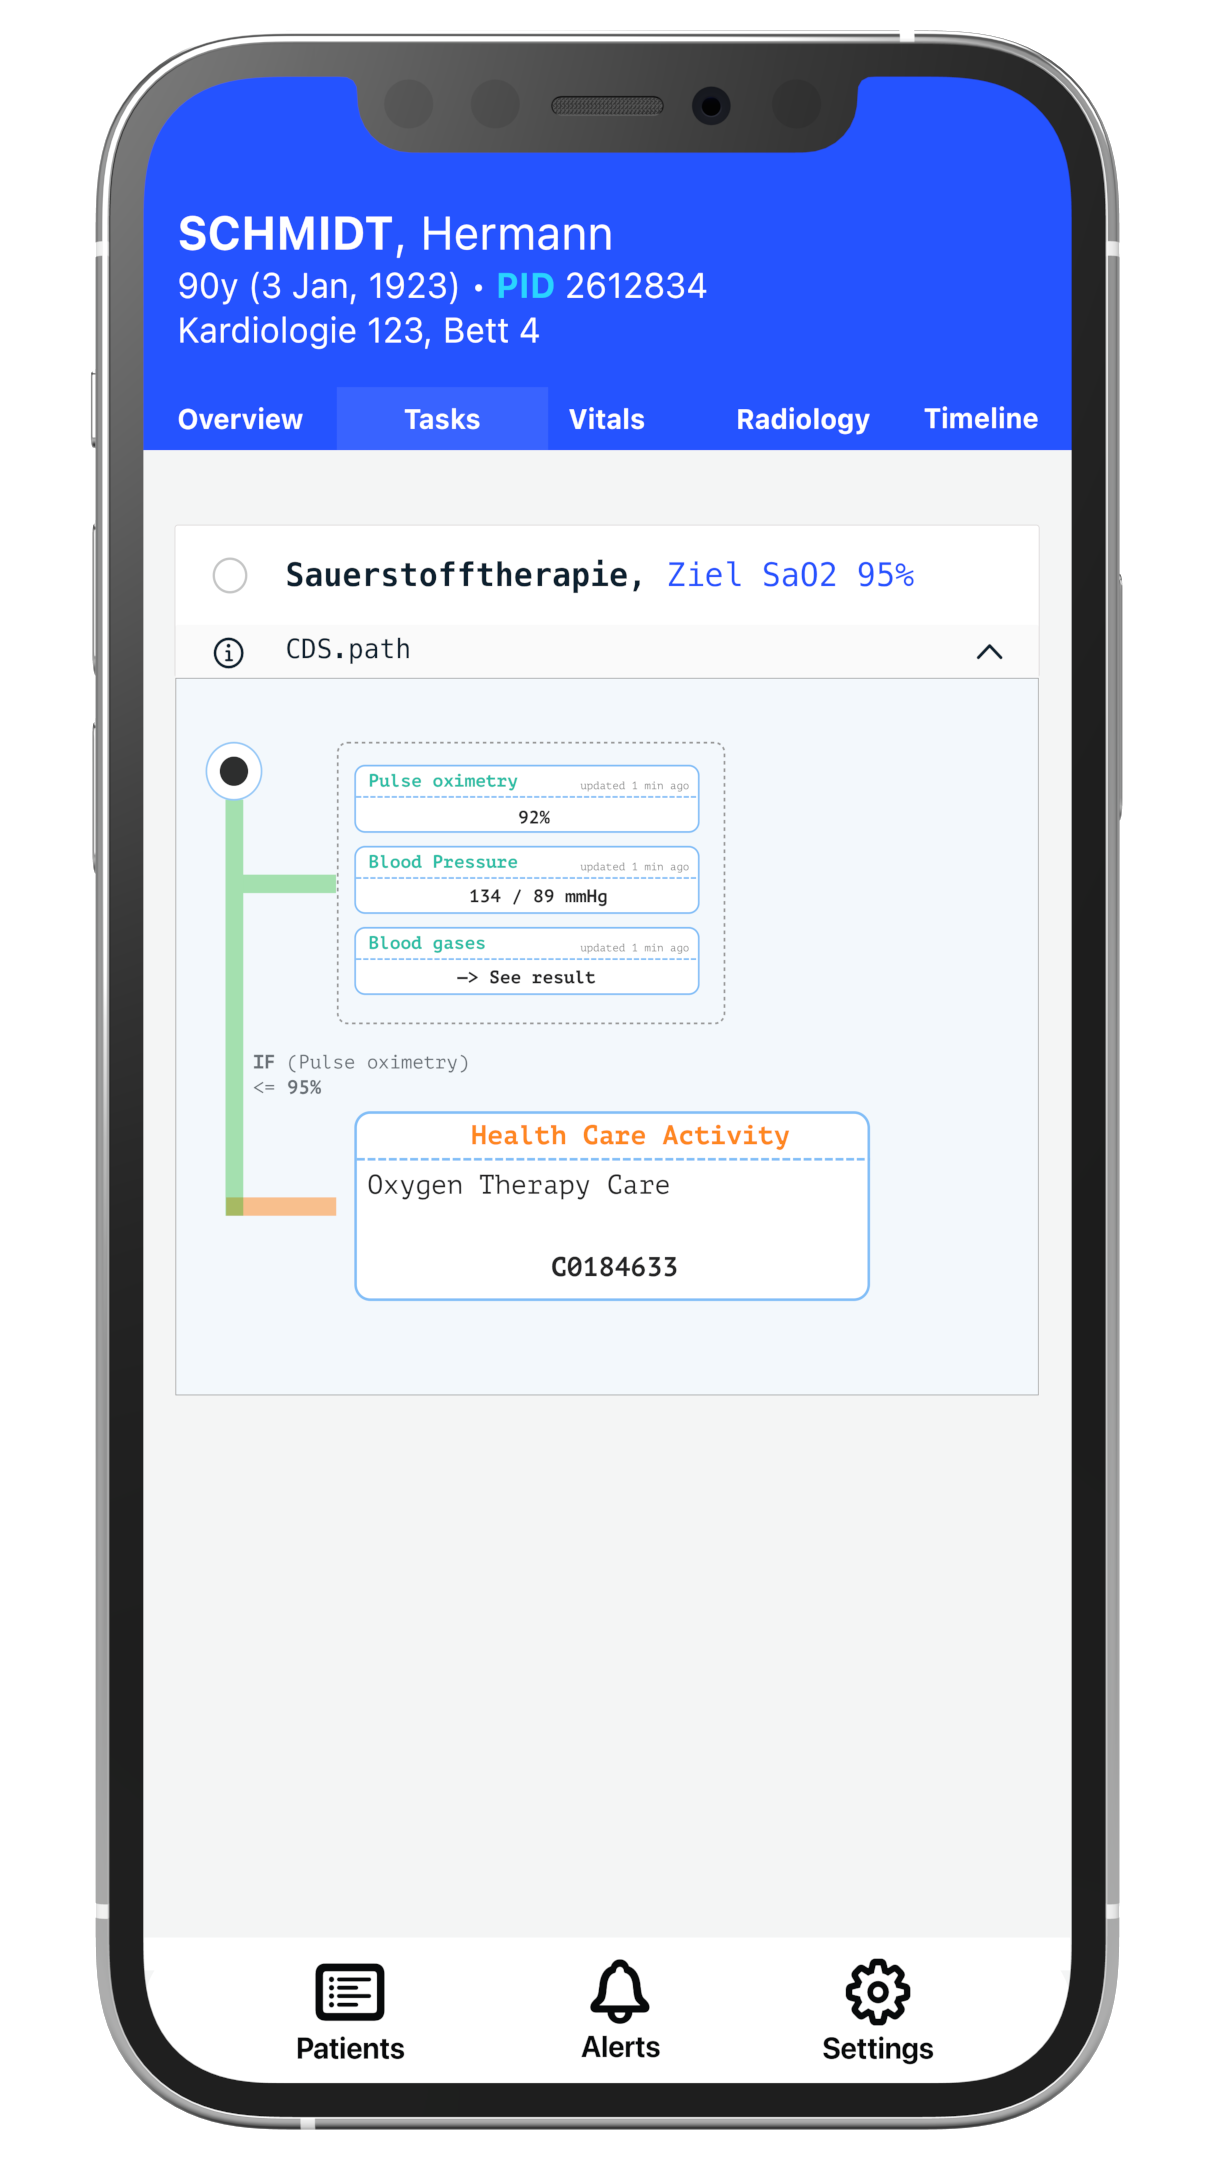 SCHMIDT, Hermann
90y (3 Jan, 1923) • PID 2612834
Kardiologie 123, Bett 4
Overview Tasks Vitals Radiology Timeline
Sauerstofftherapie, Ziel SaO2 95%
CDS.path
Pulse oximetry updated 1 min ago
92%
Blood Pressure updated 1 min ago
134 / 89 mmHg
Blood gases updated 1 min ago
—> See result
IF (Pulse oximetry)
<= 95%
Health Care Activity
Oxygen Therapy Care
C0184633
Patients Alerts Settings